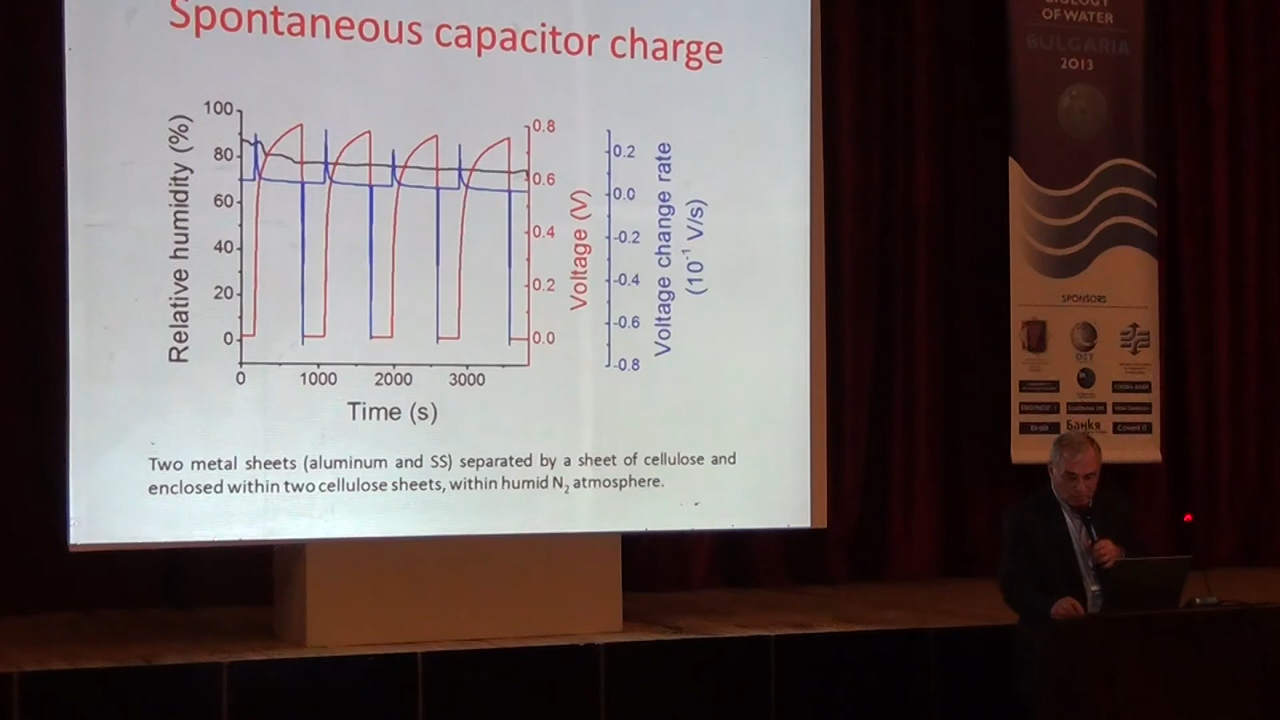 Spontaneous capacitor charge
Relative humidity (%)
100
80
60
40
20
0
0
1000
2000
3000
Time (s)
0.8
0.6
0.4
0.2
0.0
Voltage (V)
0.2
0.0
-0.2
-0.4
-0.6
-0.8
Voltage change rate
(10⁻¹ V/s)
Two metal sheets (aluminum and SS) separated by a sheet of cellulose and
enclosed within two cellulose sheets, within humid N₂ atmosphere.
OF WATER
BULGARIA
2013
SPONSORS
DST
Банкя